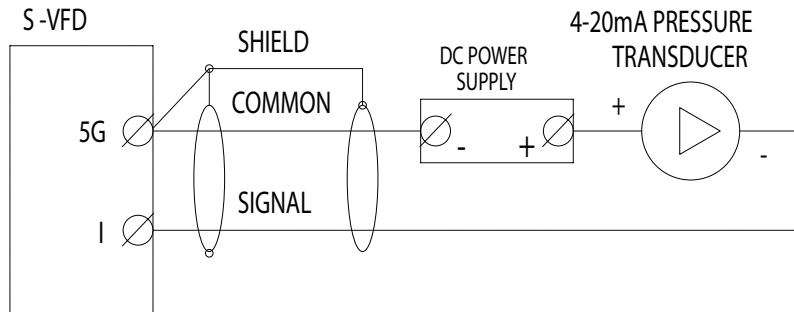 S -VFD
4-20mA PRESSURE
TRANSDUCER
SHIELD
DC POWER
SUPPLY
COMMON
5G
- +
+
-
SIGNAL
I